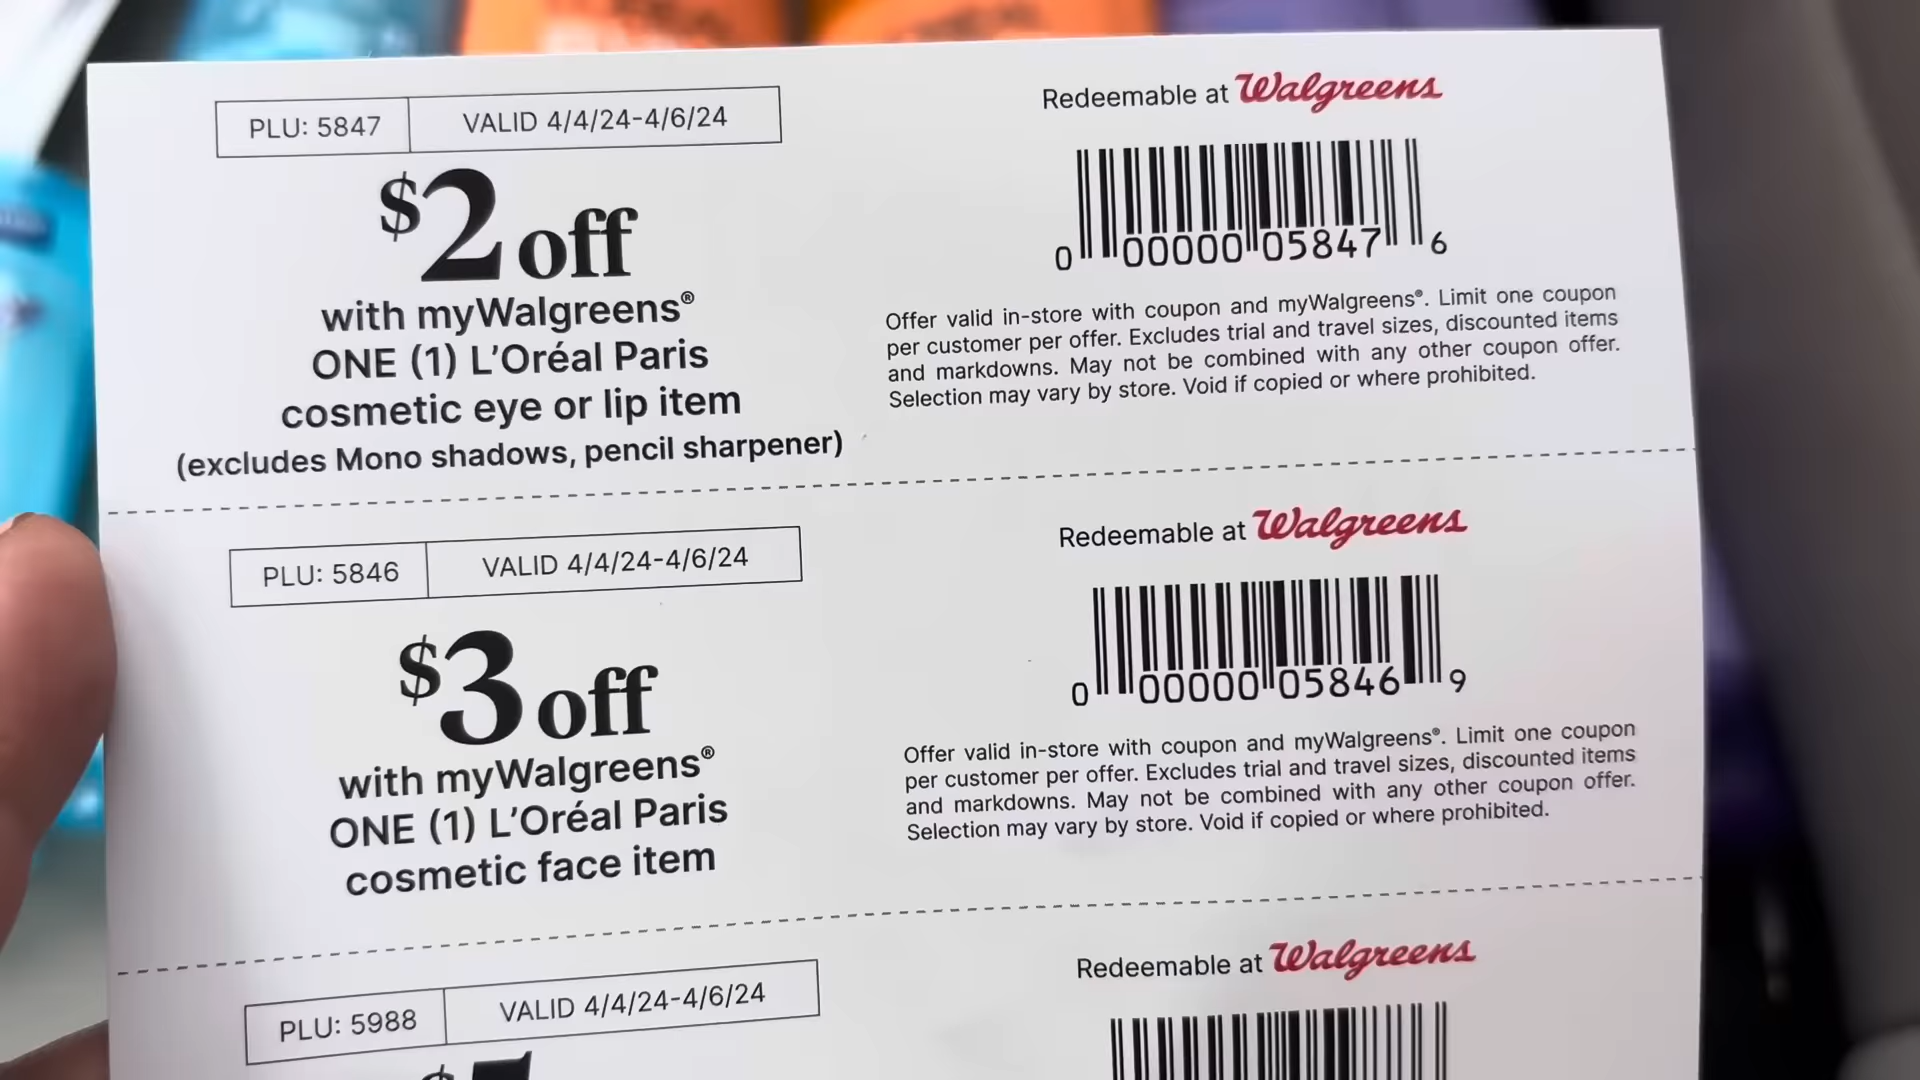 PLU: 5847
VALID 4/4/24-4/6/24
$2 off
with myWalgreens®
ONE (1) L'Oréal Paris
cosmetic eye or lip item
(excludes Mono shadows, pencil sharpener)
Redeemable at Walgreens
0 00000 05847 6
Offer valid in-store with coupon and myWalgreens®. Limit one coupon
per customer per offer. Excludes trial and travel sizes, discounted items
and markdowns. May not be combined with any other coupon offer.
Selection may vary by store. Void if copied or where prohibited.
PLU: 5846
VALID 4/4/24-4/6/24
$3 off
with myWalgreens®
ONE (1) L'Oréal Paris
cosmetic face item
Redeemable at Walgreens
0 00000 05846 9
Offer valid in-store with coupon and myWalgreens®. Limit one coupon
per customer per offer. Excludes trial and travel sizes, discounted items
and markdowns. May not be combined with any other coupon offer.
Selection may vary by store. Void if copied or where prohibited.
PLU: 5988
VALID 4/4/24-4/6/24
Redeemable at Walgreens